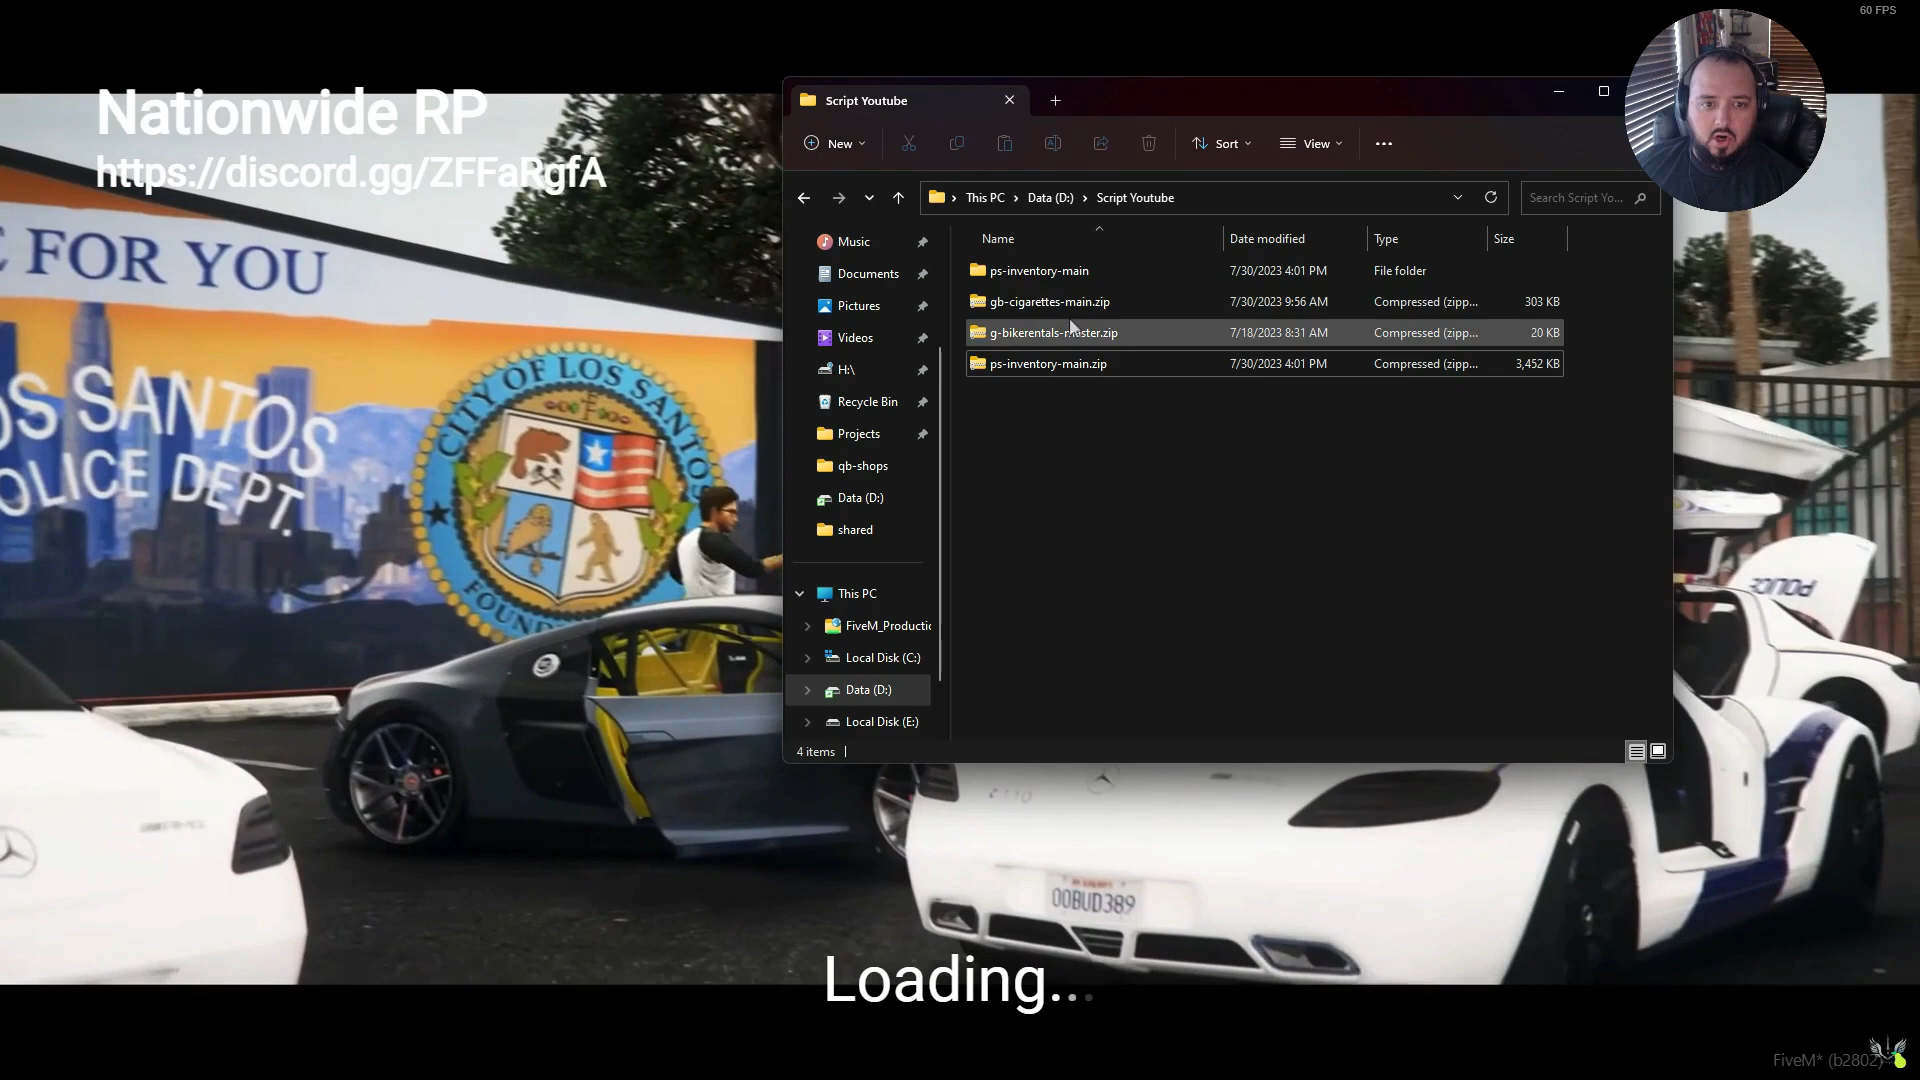 60 FPS
Nationwide RP
https://discord.gg/ZFFaRgfA
Script Youtube
New
Sort
View
This PC
Data (D:)
Script Youtube
Search Script Yo...
Name
Date modified
Type
Size
ps-inventory-main
7/30/2023 4:01 PM
File folder
gb-cigarettes-main.zip
7/30/2023 9:56 AM
Compressed (zipp...
303 KB
7/18/2023 8:31 AM
Compressed (zipp...
20 KB
ps-inventory-main.zip
7/30/2023 4:01 PM
Compressed (zipp...
3,452 KB
Music
Documents
Pictures
Videos
H:\
Recycle Bin
Projects
qb-shops
Data (D:)
shared
This PC
FiveM_Productic
Local Disk (C:)
Data (D:)
Local Disk (E:)
4 items
E FOR YOU
OS SANTOS
OLICE DEPT.
CITY OF LOS SANTOS
POLICE
00BUD389
Loading...
FiveM* (b2802)